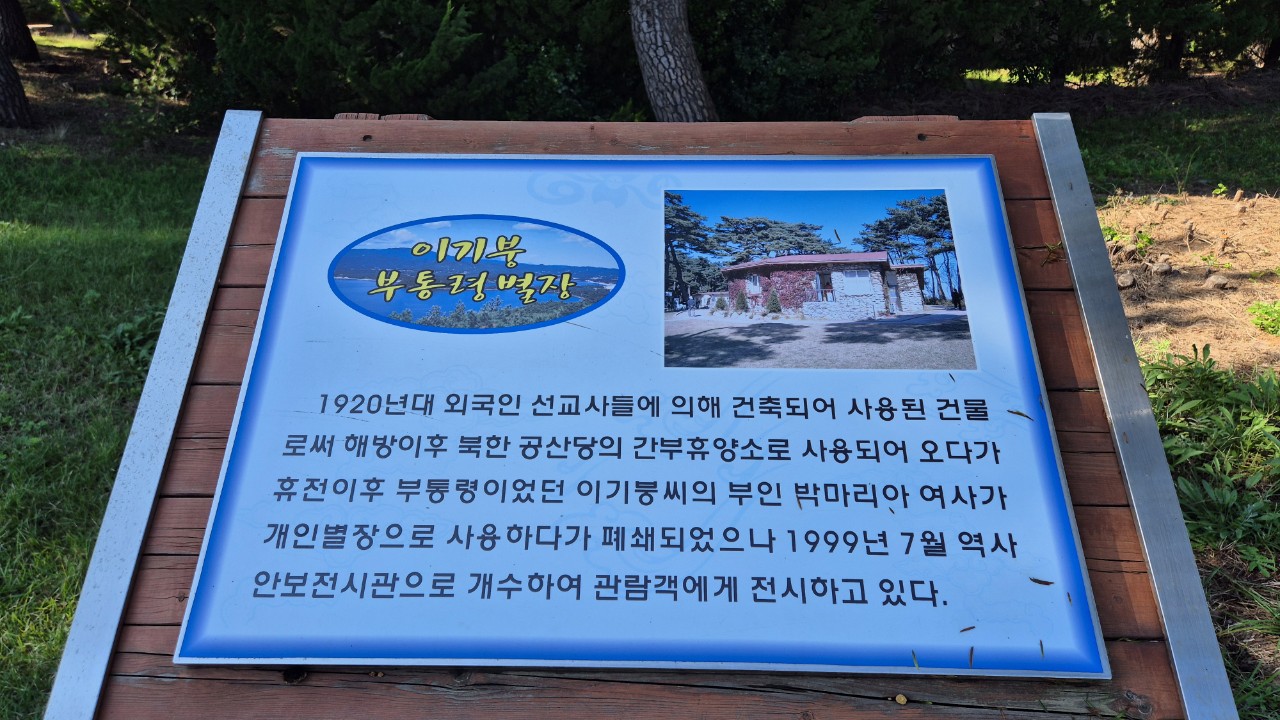 이기붕
부통령 별장
1920년대 외국인 선교사들에 의해 건축되어 사용된 건물
로써 해방이후 북한 공산당의 간부휴양소로 사용되어 오다가
휴전이후 부통령이었던 이기붕씨의 부인 박마리아 여사가
개인별장으로 사용하다가 폐쇄되었으나 1999년 7월 역사
안보전시관으로 개수하여 관람객에게 전시하고 있다.